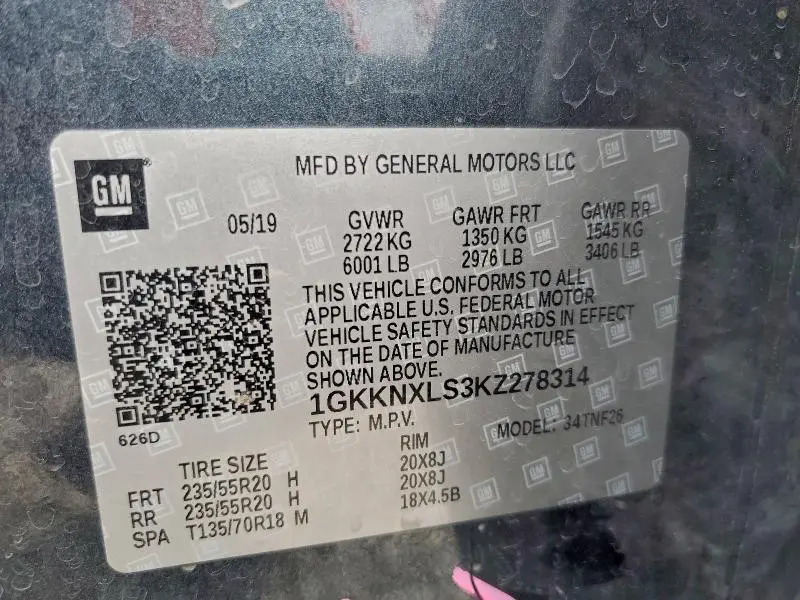 GM
MFD BY GENERAL MOTORS LLC
05/19
GVWR GAWR FRT GAWR RR
2722 KG 1350 KG 1545 KG
6001 LB 2976 LB 3406 LB
THIS VEHICLE CONFORMS TO ALL
APPLICABLE U.S. FEDERAL MOTOR
VEHICLE SAFETY STANDARDS IN EFFECT
ON THE DATE OF MANUFACTURE
SHOWN ABOVE.
1GKKNXLS3KZ278314
626D
TYPE: M.P.V. MODEL: 34TNF26
TIRE SIZE RIM
FRT 235/55R20 H 20X8J
RR 235/55R20 H 20X8J
SPA T135/70R18 M 18X4.5B